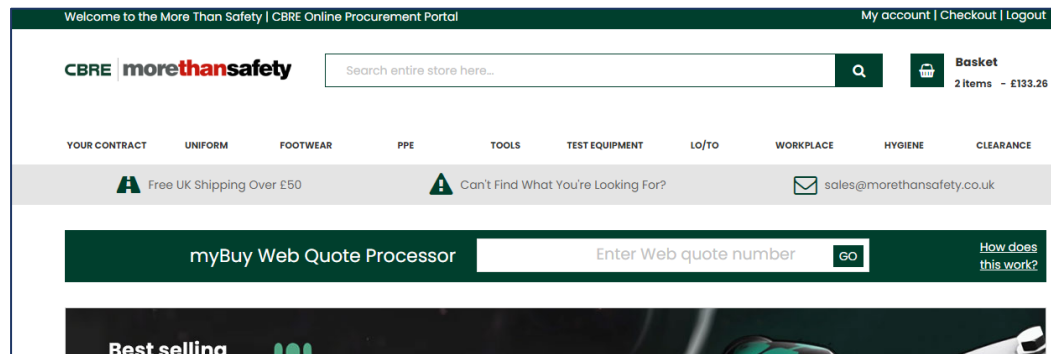 Welcome to the More Than Safety | CBRE Online Procurement Portal
My account | Checkout | Logout
CBRE | morethansafety
Search entire store here...
Basket
2 items - £133.26
YOUR CONTRACT UNIFORM FOOTWEAR PPE TOOLS TEST EQUIPMENT LO/TO WORKPLACE HYGIENE CLEARANCE
Free UK Shipping Over £50
Can't Find What You're Looking For?
sales@morethansafety.co.uk
myBuy Web Quote Processor
Enter Web quote number
GO
How does
this work?
Best selling